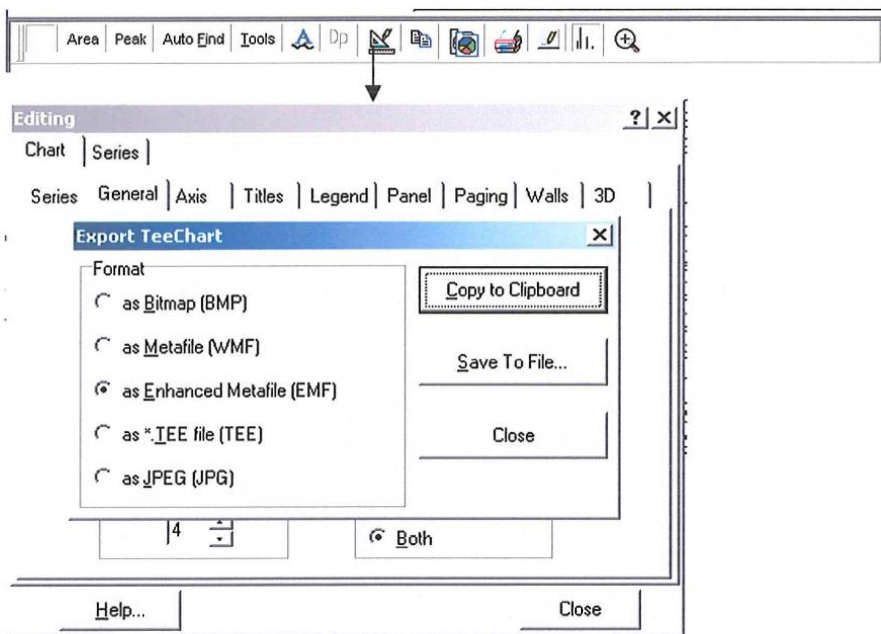 Area Peak Auto Find Tools A Dp
Editing
Chart Series
Series General Axis Titles Legend Panel Paging Walls 3D
Export TeeChart
Format
as Bitmap (BMP)
as Metafile (WMF)
as Enhanced Metafile (EMF)
as *.TEE file (TEE)
as JPEG (JPG)
Copy to Clipboard
Save To File...
Close
4
Both
Help...
Close